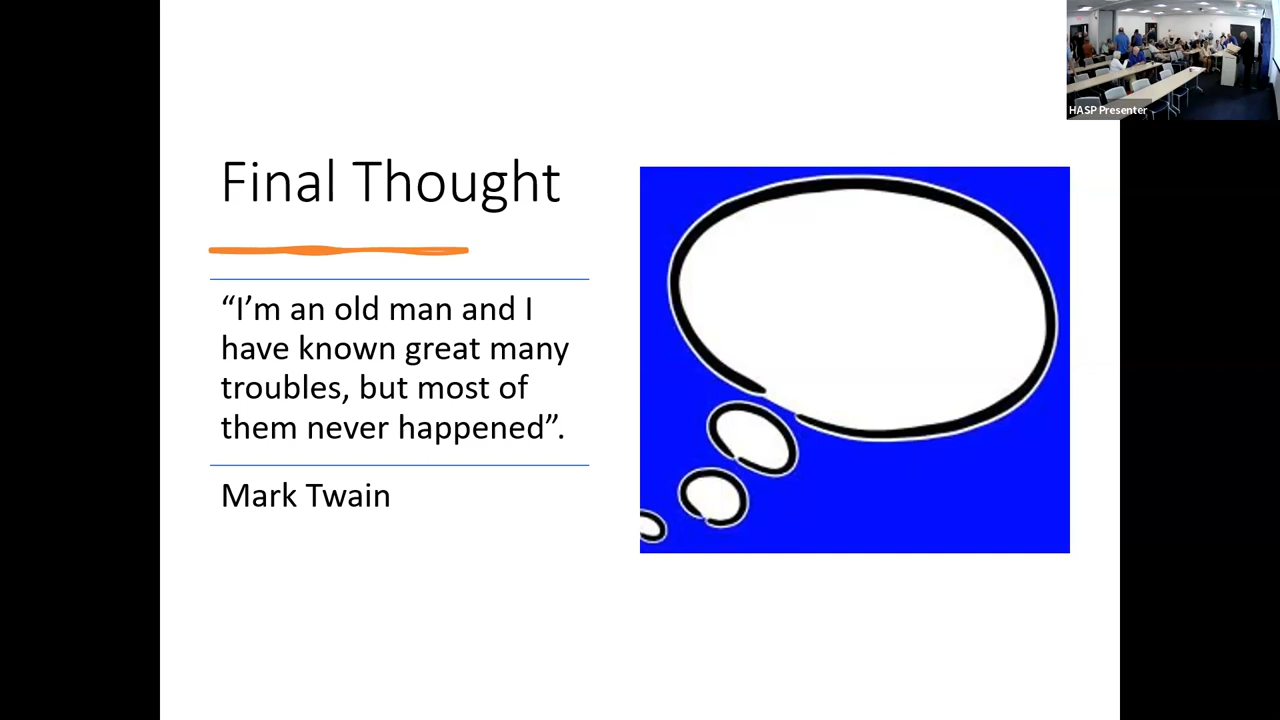 HASP Presenter
Final Thought
“I’m an old man and I
have known great many
troubles, but most of
them never happened”.
Mark Twain